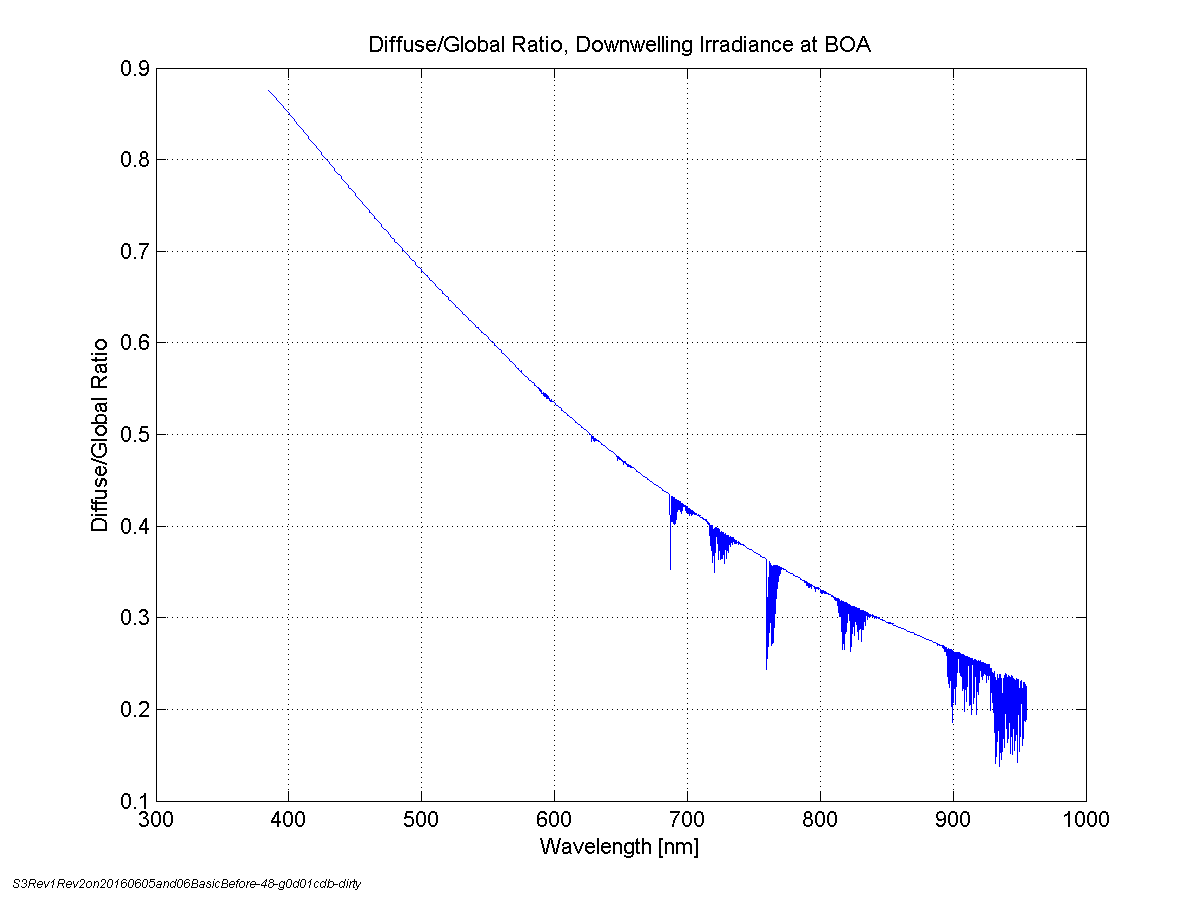 Diffuse/Global Ratio, Downwelling Irradiance at BOA
0.9
0.8
0.7
0.6
0.5
0.4
0.3
0.2
0.1
Diffuse/Global Ratio
300 400 500 600 700 800 900 1000
Wavelength [nm]
S3Rev1Rev2on20160605and06BasicBefore-48-g0d01cdb-dirty